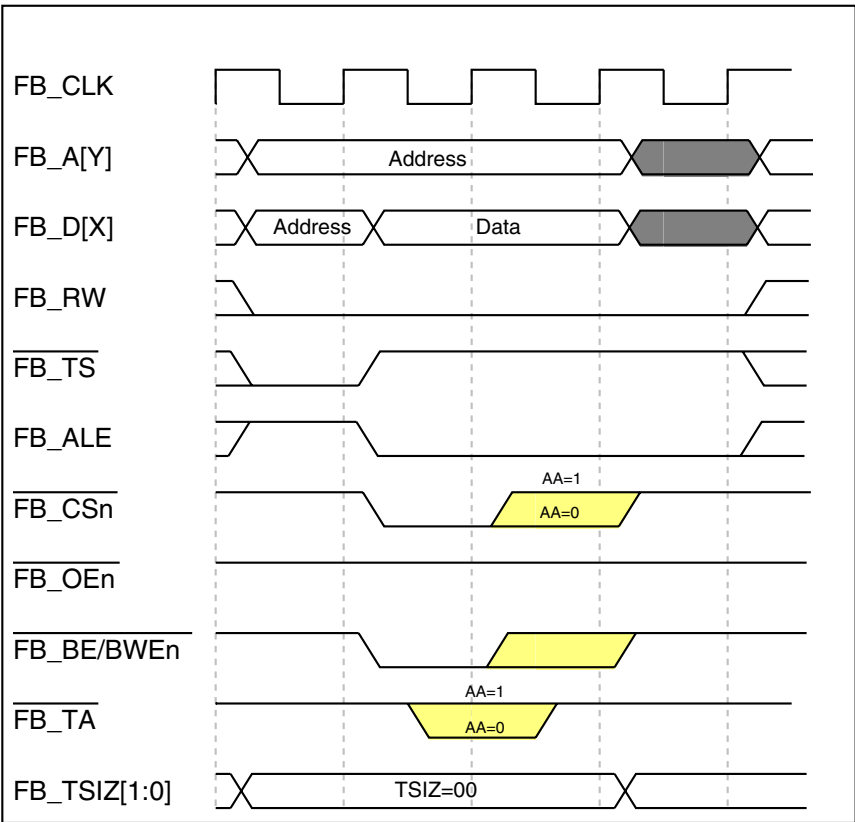 FB_CLK
FB_A[Y]
Address
FB_D[X]
Address
Data
FB_RW
FB_TS
FB_ALE
AA=1
FB_CSn
AA=0
FB_OEn
FB_BE/BWEn
AA=1
FB_TA
AA=0
FB_TSIZ[1:0]
TSIZ=00